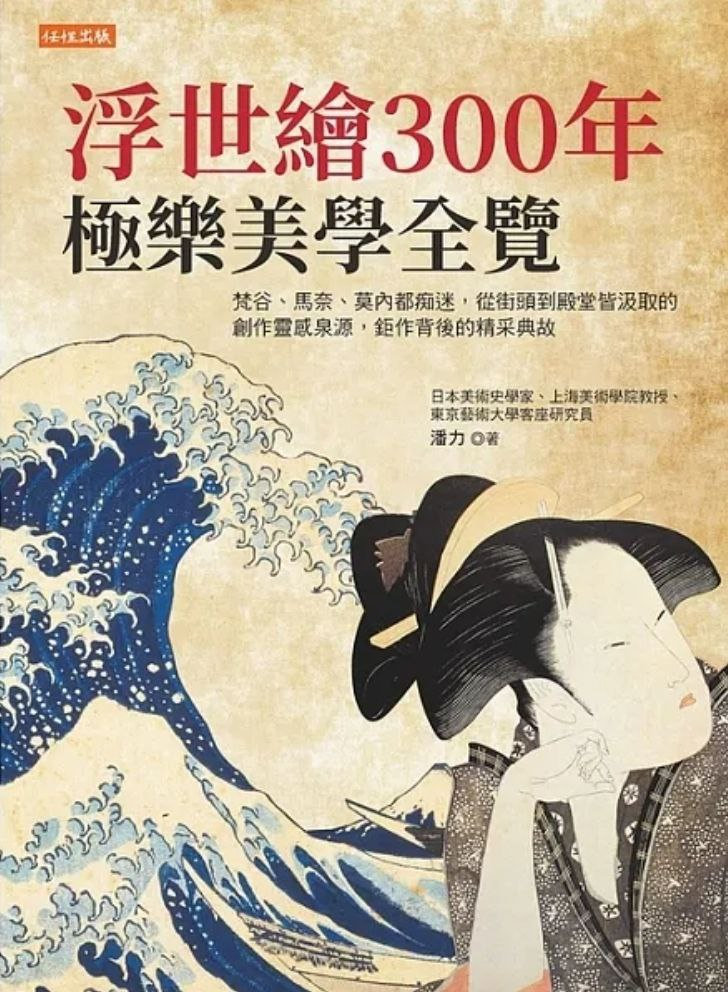 任性出版
浮世繪300年
極樂美學全覽
梵谷、馬奈、莫內都痴迷，從街頭到殿堂皆汲取的
創作靈感泉源，鉅作背後的精采典故
日本美術史學家、上海美術學院教授、
東京藝術大學客座研究員
潘力 ◎著